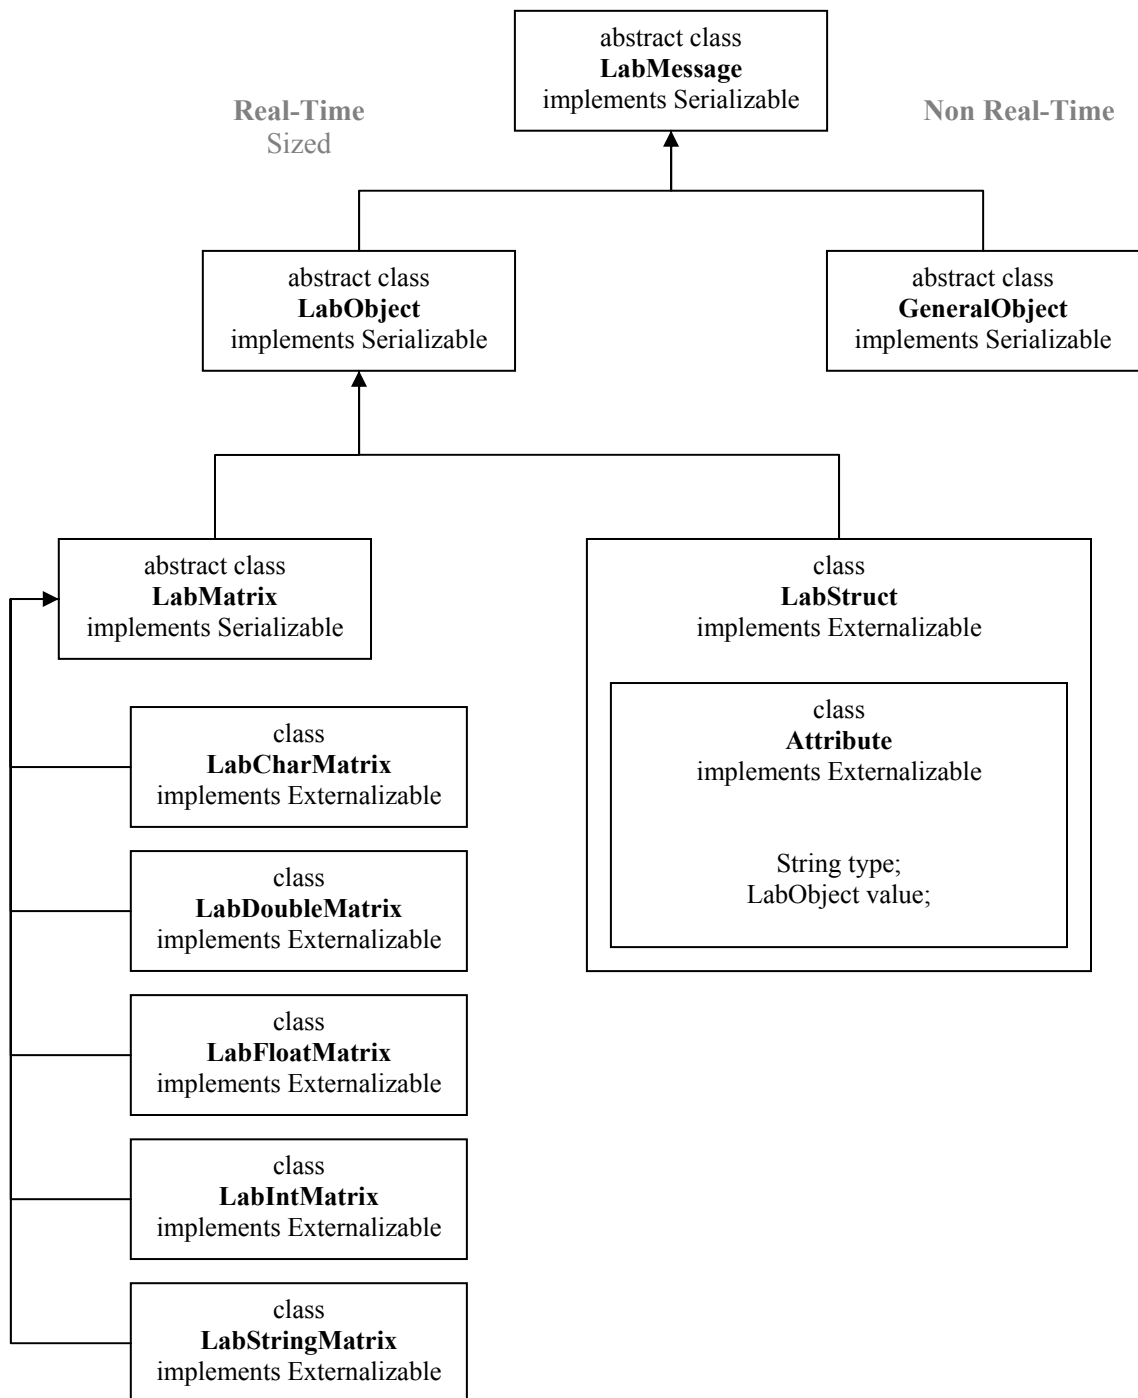 abstract class
LabMessage
implements Serializable
Real-Time
Sized
Non Real-Time
abstract class
LabObject
implements Serializable
abstract class
GeneralObject
implements Serializable
abstract class
LabMatrix
implements Serializable
class
LabStruct
implements Externalizable
class
Attribute
implements Externalizable
String type;
LabObject value;
class
LabCharMatrix
implements Externalizable
class
LabDoubleMatrix
implements Externalizable
class
LabFloatMatrix
implements Externalizable
class
LabIntMatrix
implements Externalizable
class
LabStringMatrix
implements Externalizable